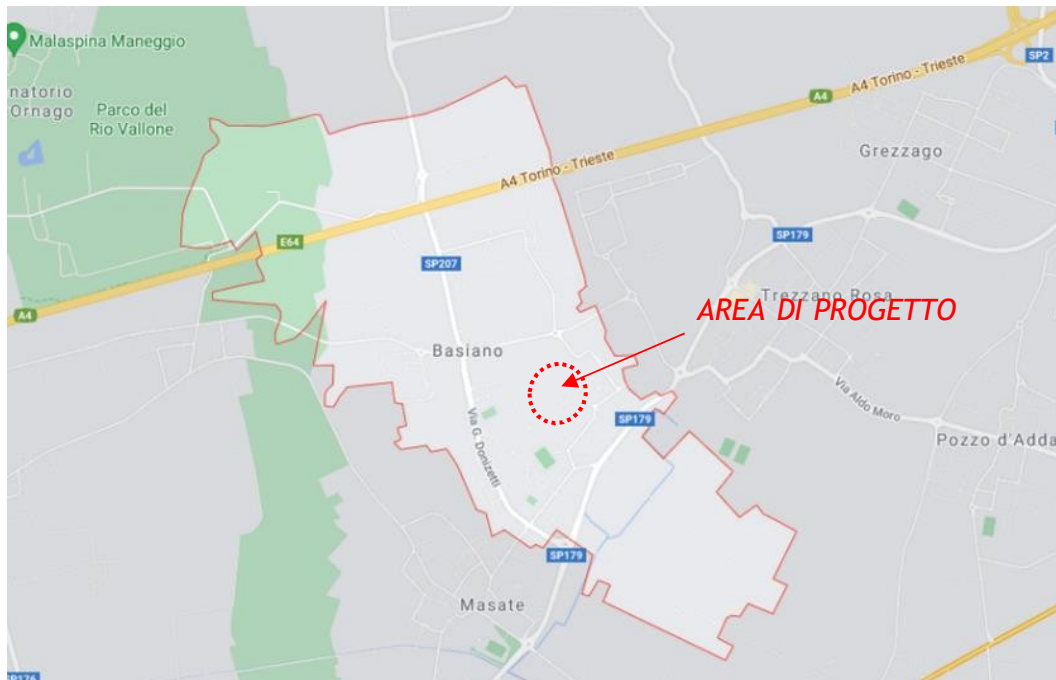 Malaspina Maneggio
natorio
Ornago
Parco del
Rio Vallone
A4 Torino - Trieste
SP2
A4
Grezzago
A4 Torino - Trieste
E64
SP207
SP179
A4
Trezzano Rosa
AREA DI PROGETTO
Basiano
Via G. Donizetti
SP179
Via Aldo Moro
Pozzo d'Adda
SP179
Masate
SP176